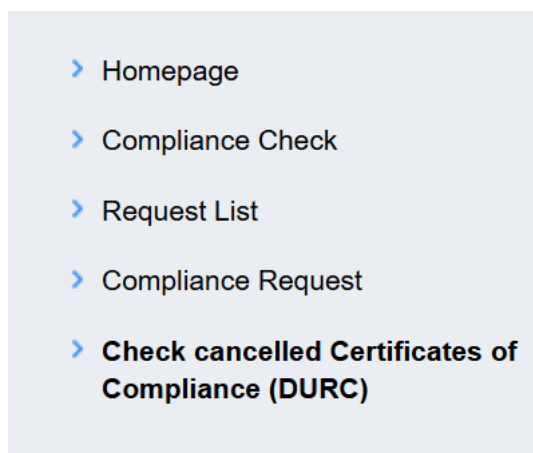 Homepage
Compliance Check
Request List
Compliance Request
Check cancelled Certificates of
Compliance (DURC)